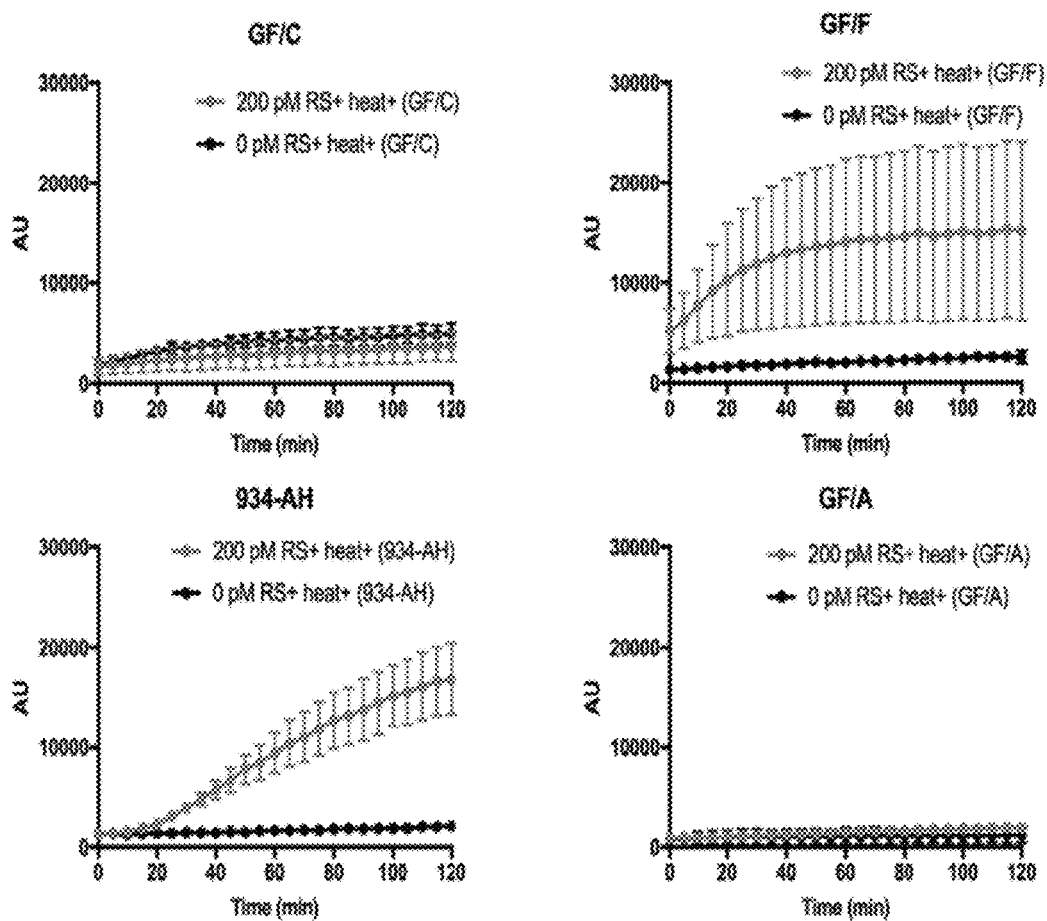 GF/C
30000
200 pM RS+ heat+ (GF/C)
0 pM RS+ heat+ (GF/C)
20000
AU
10000
0
0 20 40 60 80 100 120
Time (min)
GF/F
30000
200 pM RS+ heat+ (GF/F)
0 pM RS+ heat+ (GF/F)
20000
AU
10000
0
0 20 40 60 80 100 120
Time (min)
934-AH
30000
200 pM RS+ heat+ (934-AH)
0 pM RS+ heat+ (934-AH)
20000
AU
10000
0
0 20 40 60 80 100 120
Time (min)
GF/A
30000
200 pM RS+ heat+ (GF/A)
0 pM RS+ heat+ (GF/A)
20000
AU
10000
0
0 20 40 60 80 100 120
Time (min)